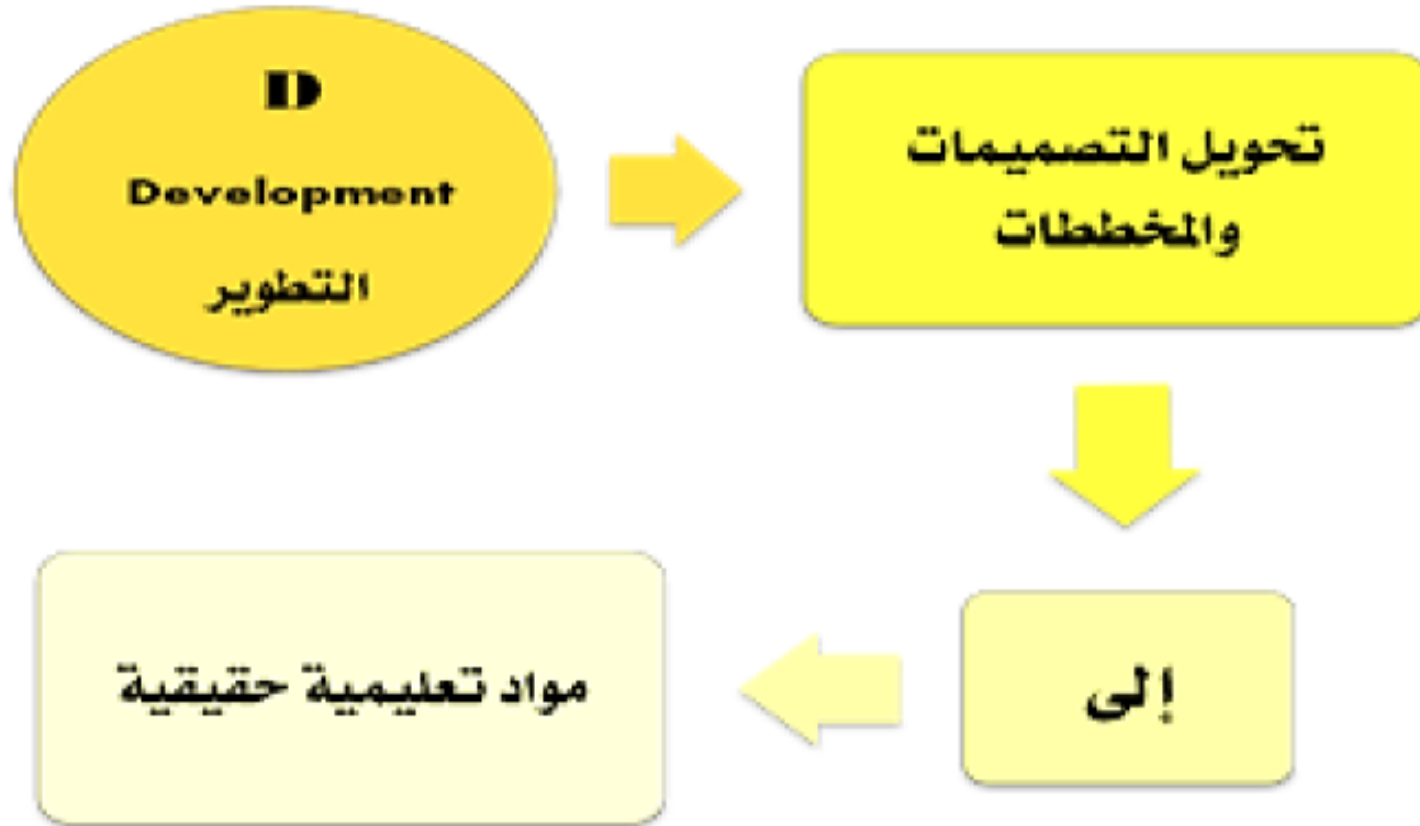 D
Development
التطوير
تحويل التصميمات
والمخططات
إلى
مواد تعليمية حقيقية